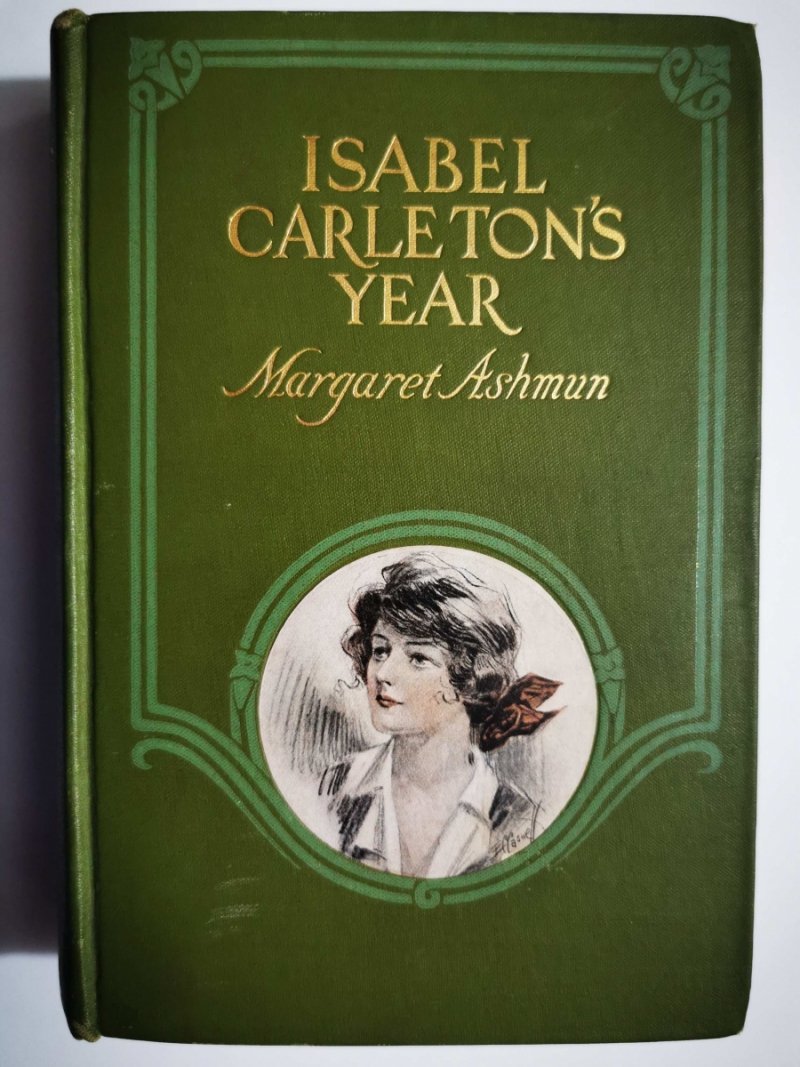 ISABEL
CARLETON'S
YEAR
Margaret Ashmun